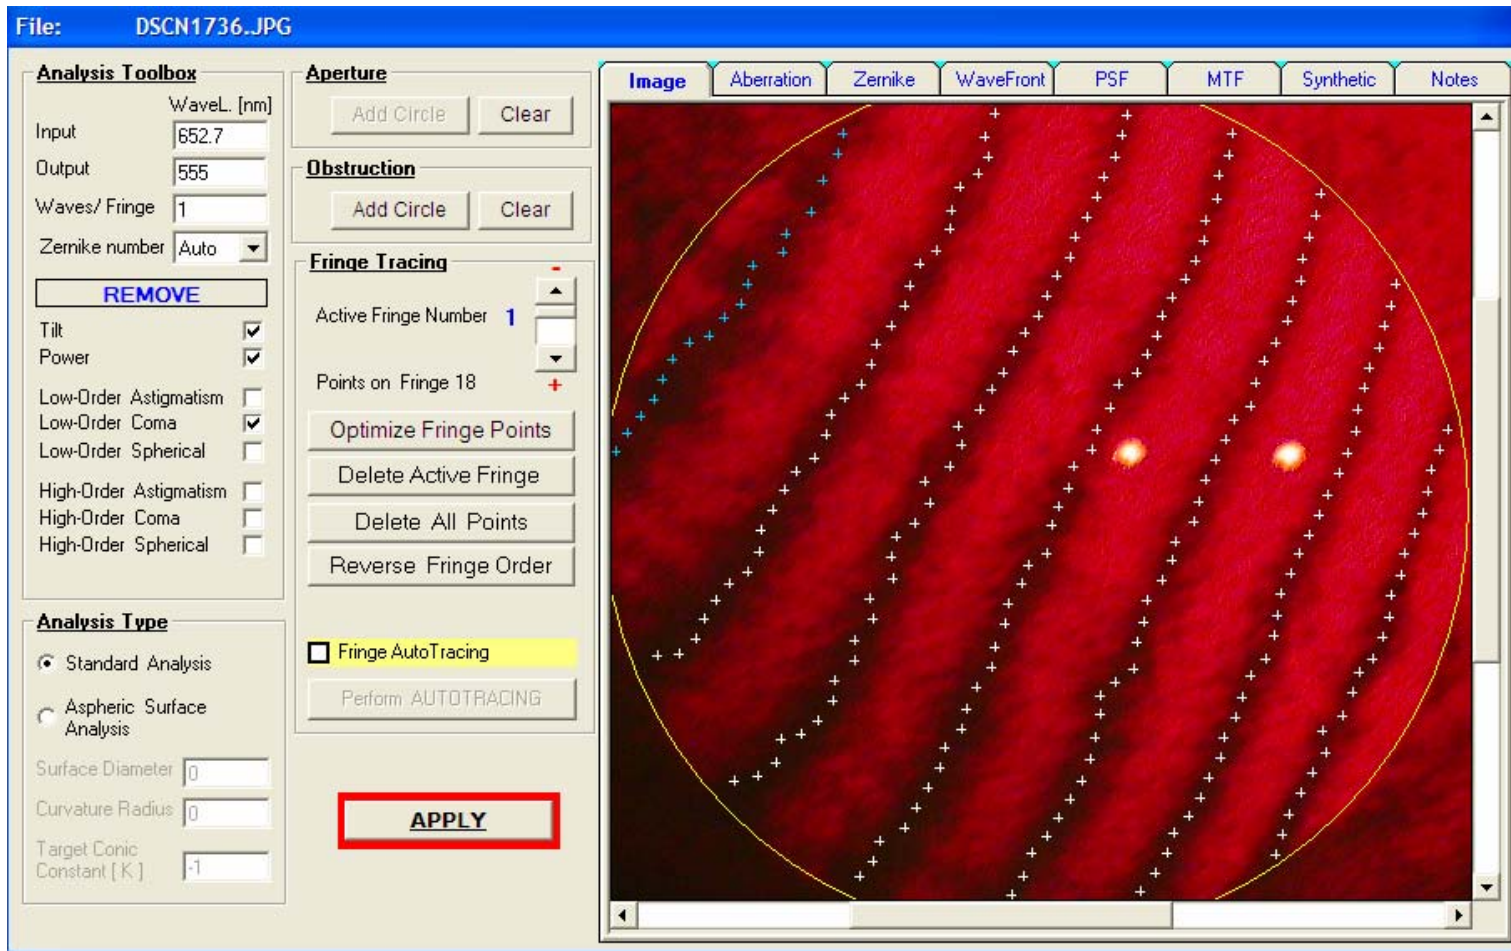 File: DSCN1736.JPG
Analysis Toolbox
WaveL. [nm]
Input 652.7
Output 555
Waves/ Fringe 1
Zernike number Auto
REMOVE
Tilt
Power
Low-Order Astigmatism
Low-Order Coma
Low-Order Spherical
High-Order Astigmatism
High-Order Coma
High-Order Spherical
Analysis Type
Standard Analysis
Aspheric Surface
Analysis
Surface Diameter 0
Curvature Radius 0
Target Conic
Constant [ K ] -1
Aperture
Add Circle Clear
Obstruction
Add Circle Clear
Fringe Tracing
-
Active Fringe Number 1
Points on Fringe 18 +
Optimize Fringe Points
Delete Active Fringe
Delete All Points
Reverse Fringe Order
Fringe AutoTracing
Perform AUTOTRACING
APPLY
Image Aberration Zernike WaveFront PSF MTF Synthetic Notes